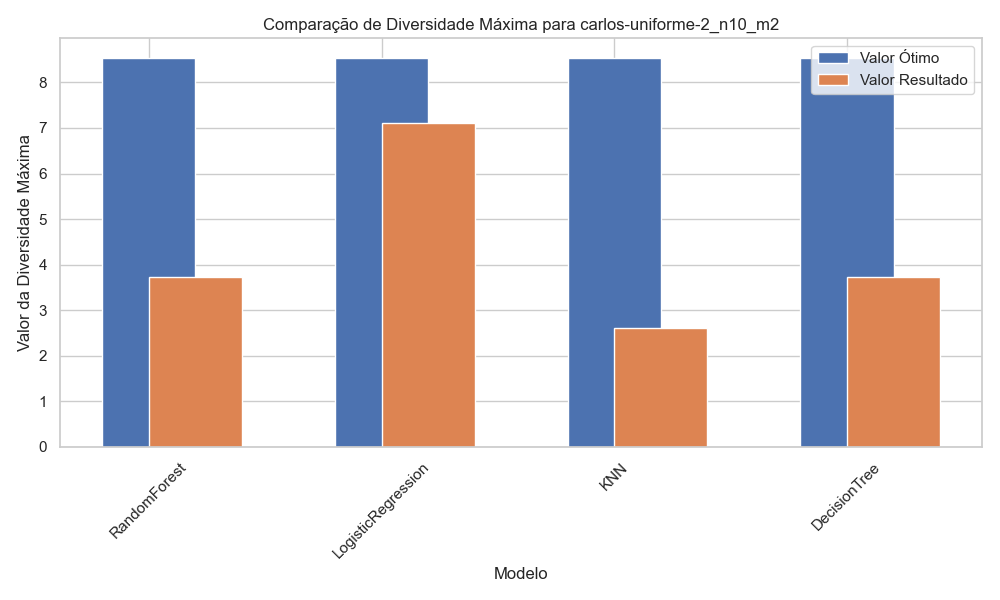 Comparação de Diversidade Máxima para carlos-uniforme-2_n10_m2
Valor Ótimo
Valor Resultado
Valor da Diversidade Máxima
8
7
6
5
4
3
2
1
0
RandomForest
LogisticRegression
KNN
DecisionTree
Modelo